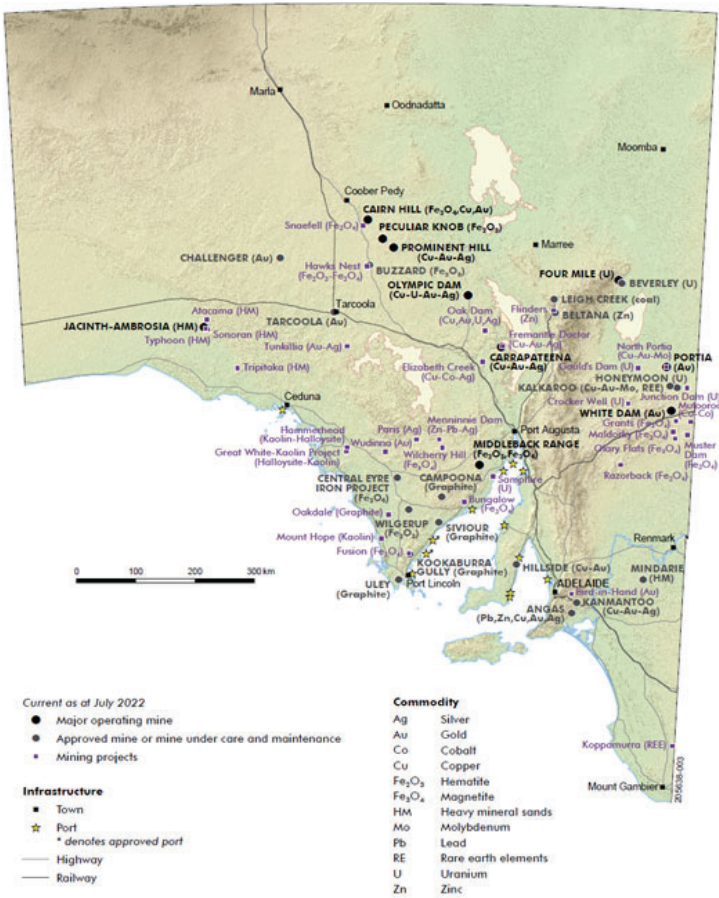 Marla
Oodnadatta
Moomba
Coober Pedy
CAIRN HILL (Fe₃O₄,Cu,Au)
Snaefell (Fe₃O₄)
PECULIAR KNOB (Fe₂O₃)
PROMINENT HILL
(Cu-Au-Ag)
Marree
CHALLENGER (Au)
Hawks Nest
(Fe₂O₃-Fe₃O₄)
BUZZARD (Fe₂O₃)
FOUR MILE (U)
BEVERLEY (U)
OLYMPIC DAM
(Cu-U-Au-Ag)
LEIGH CREEK (coal)
Tarcoola
Atacama (HM)
Oak Dam
(Cu,Au,U,Ag)
Flinders
(Zn)
BELTANA (Zn)
JACINTH-AMBROSIA (HM)
TARCOOLA (Au)
Sonoran (HM)
Typhoon (HM)
Fremantle Doctor
(Cu-Au-Ag)
Tunkillia (Au-Ag)
North Portia
(Cu-Au-Mo)
CARRAPATEENA
(Cu-Au-Ag)
PORTIA
(Au)
Elizabeth Creek
(Cu-Co-Ag)
Gould's Dam (U)
Tripitaka (HM)
HONEYMOON (U)
KALKAROO (Cu-Au-Mo, REE)
Junction Dam (U)
Ceduna
Crocker Well (U)
(Cu-Co)
WHITE DAM (Au)
Menninnie Dam
(Zn-Pb-Ag)
Grants (Fe₃O₄)
Hammerhead
(Kaolin-Halloysite)
Paris (Ag)
Port Augusta
Maldorky (Fe₃O₄)
Wudinna (Au)
MIDDLEBACK RANGE
(Fe₂O₃,Fe₃O₄)
Great White-Kaolin Project
(Halloysite-Kaolin)
Wilcherry Hill
(Fe₃O₄)
Olary Flats (Fe₃O₄)
Muster
Dam
(Fe₃O₄)
Razorback (Fe₃O₄)
CENTRAL EYRE
IRON PROJECT
(Fe₃O₄)
CAMPOONA
(Graphite)
Samphire
(U)
Bungalow
(Fe₃O₄)
Oakdale (Graphite)
WILGERUP
(Fe₂O₃)
SIVIOUR (Graphite)
Mount Hope (Kaolin)
Renmark
Fusion (Fe₃O₄)
KOOKABURRA
GULLY (Graphite)
HILLSIDE (Cu-Au)
MINDARIE
(HM)
0 100 200 300 km
ULEY
(Graphite)
Port Lincoln
ADELAIDE
Bird-in-Hand (Au)
KANMANTOO
(Cu-Au-Ag)
ANGAS
(Pb,Zn,Cu,Au,Ag)
Koppamurra (REE)
Mount Gambier
205638-003
Current as at July 2022
Major operating mine
Approved mine or mine under care and maintenance
Mining projects
Infrastructure
Town
Port
* denotes approved port
Highway
Railway
Commodity
Ag Silver
Au Gold
Co Cobalt
Cu Copper
Fe₂O₃ Hematite
Fe₃O₄ Magnetite
HM Heavy mineral sands
Mo Molybdenum
Pb Lead
RE Rare earth elements
U Uranium
Zn Zinc